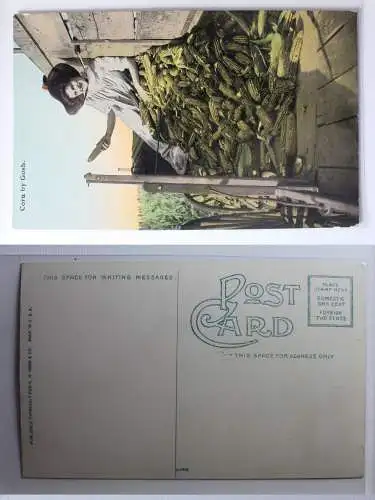 Corn by Gosh.
THIS SPACE FOR WRITING MESSAGES.
POST
CARD
PLACE
STAMP HERE
DOMESTIC
ONE CENT
FOREIGN
TWO CENTS
THIS SPACE FOR ADDRESS ONLY